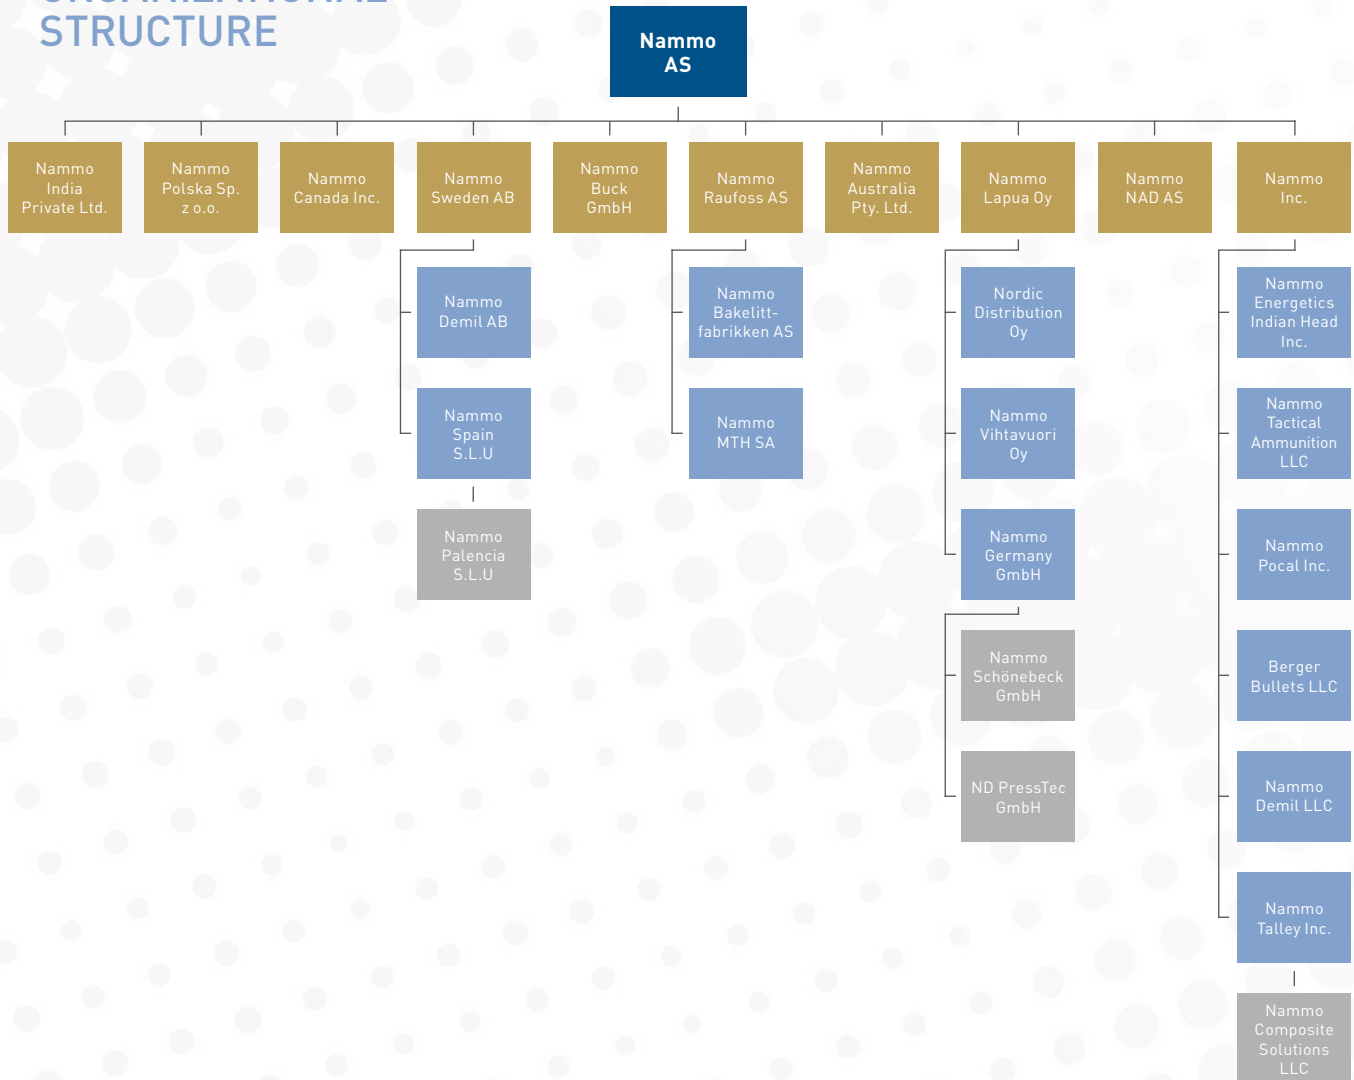 ORGANIZATIONAL
STRUCTURE
Nammo
AS
Nammo
India
Private Ltd.
Nammo
Polska Sp.
z o.o.
Nammo
Canada Inc.
Nammo
Sweden AB
Nammo
Buck
GmbH
Nammo
Raufoss AS
Nammo
Australia
Pty. Ltd.
Nammo
Lapua Oy
Nammo
NAD AS
Nammo
Inc.
Nammo
Demil AB
Nammo
Spain
S.L.U
Nammo
Palencia
S.L.U
Nammo
Bakelitt-
fabrikken AS
Nammo
MTH SA
Nordic
Distribution
Oy
Nammo
Vihtavuori
Oy
Nammo
Germany
GmbH
Nammo
Schönebeck
GmbH
ND PressTec
GmbH
Nammo
Energetics
Indian Head
Inc.
Nammo
Tactical
Ammunition
LLC
Nammo
Pocal Inc.
Berger
Bullets LLC
Nammo
Demil LLC
Nammo
Talley Inc.
Nammo
Composite
Solutions
LLC